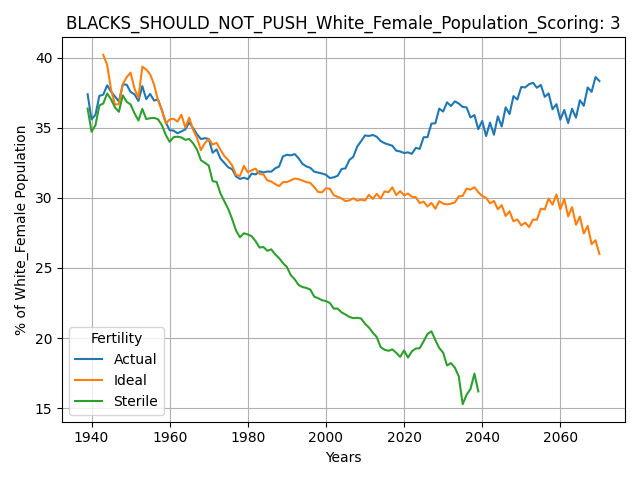 BLACKS_SHOULD_NOT_PUSH_White_Female_Population_Scoring: 3
% of White_Female Population
40
35
30
25
20
15
Fertility
Actual
Ideal
Sterile
1940 1960 1980 2000 2020 2040 2060
Years